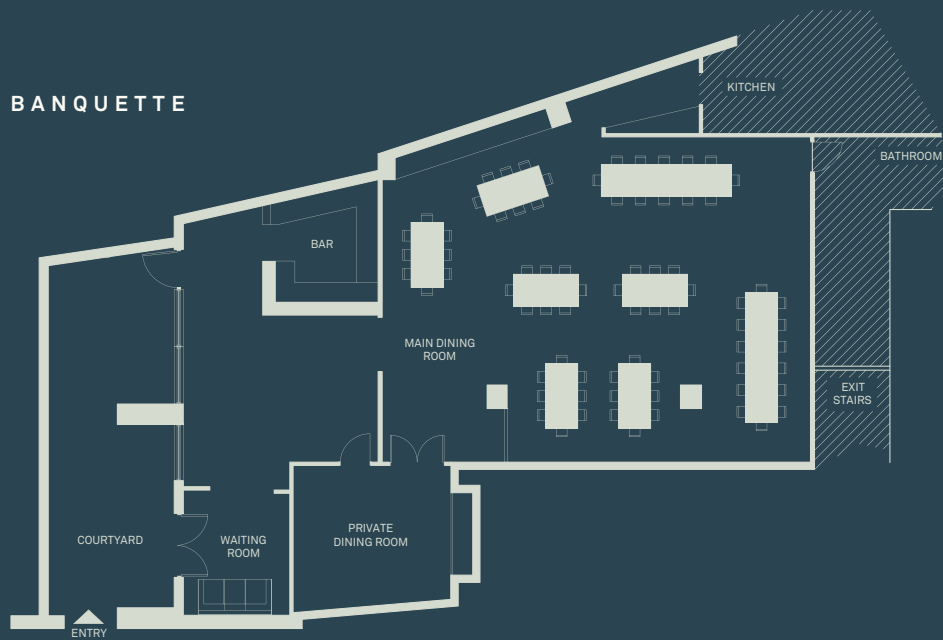 BANQUETTE
KITCHEN
BATHROOM
BAR
MAIN DINING
ROOM
EXIT
STAIRS
COURTYARD
WAITING
ROOM
PRIVATE
DINING ROOM
ENTRY